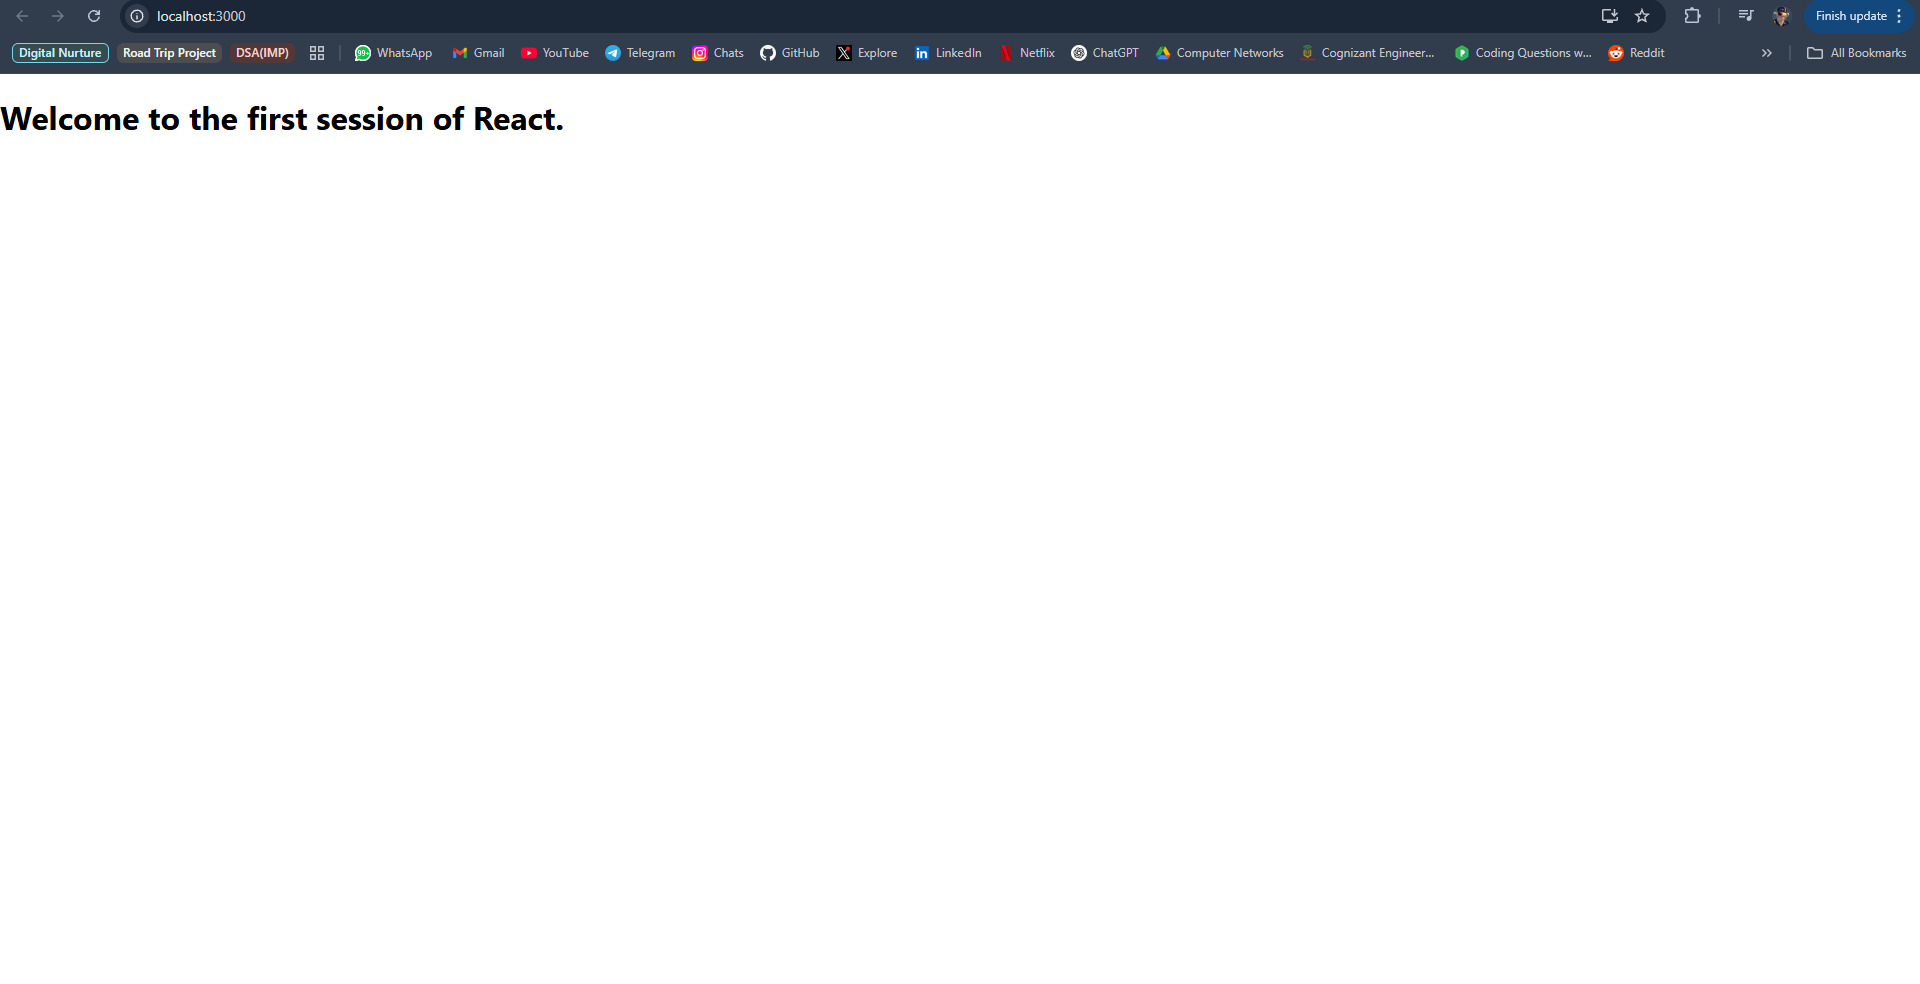 localhost:3000
Finish update
Digital Nurture Road Trip Project DSA(IMP) 99+ WhatsApp Gmail YouTube Telegram Chats GitHub Explore LinkedIn Netflix ChatGPT Computer Networks Cognizant Engineer... Coding Questions w... Reddit All Bookmarks
Welcome to the first session of React.